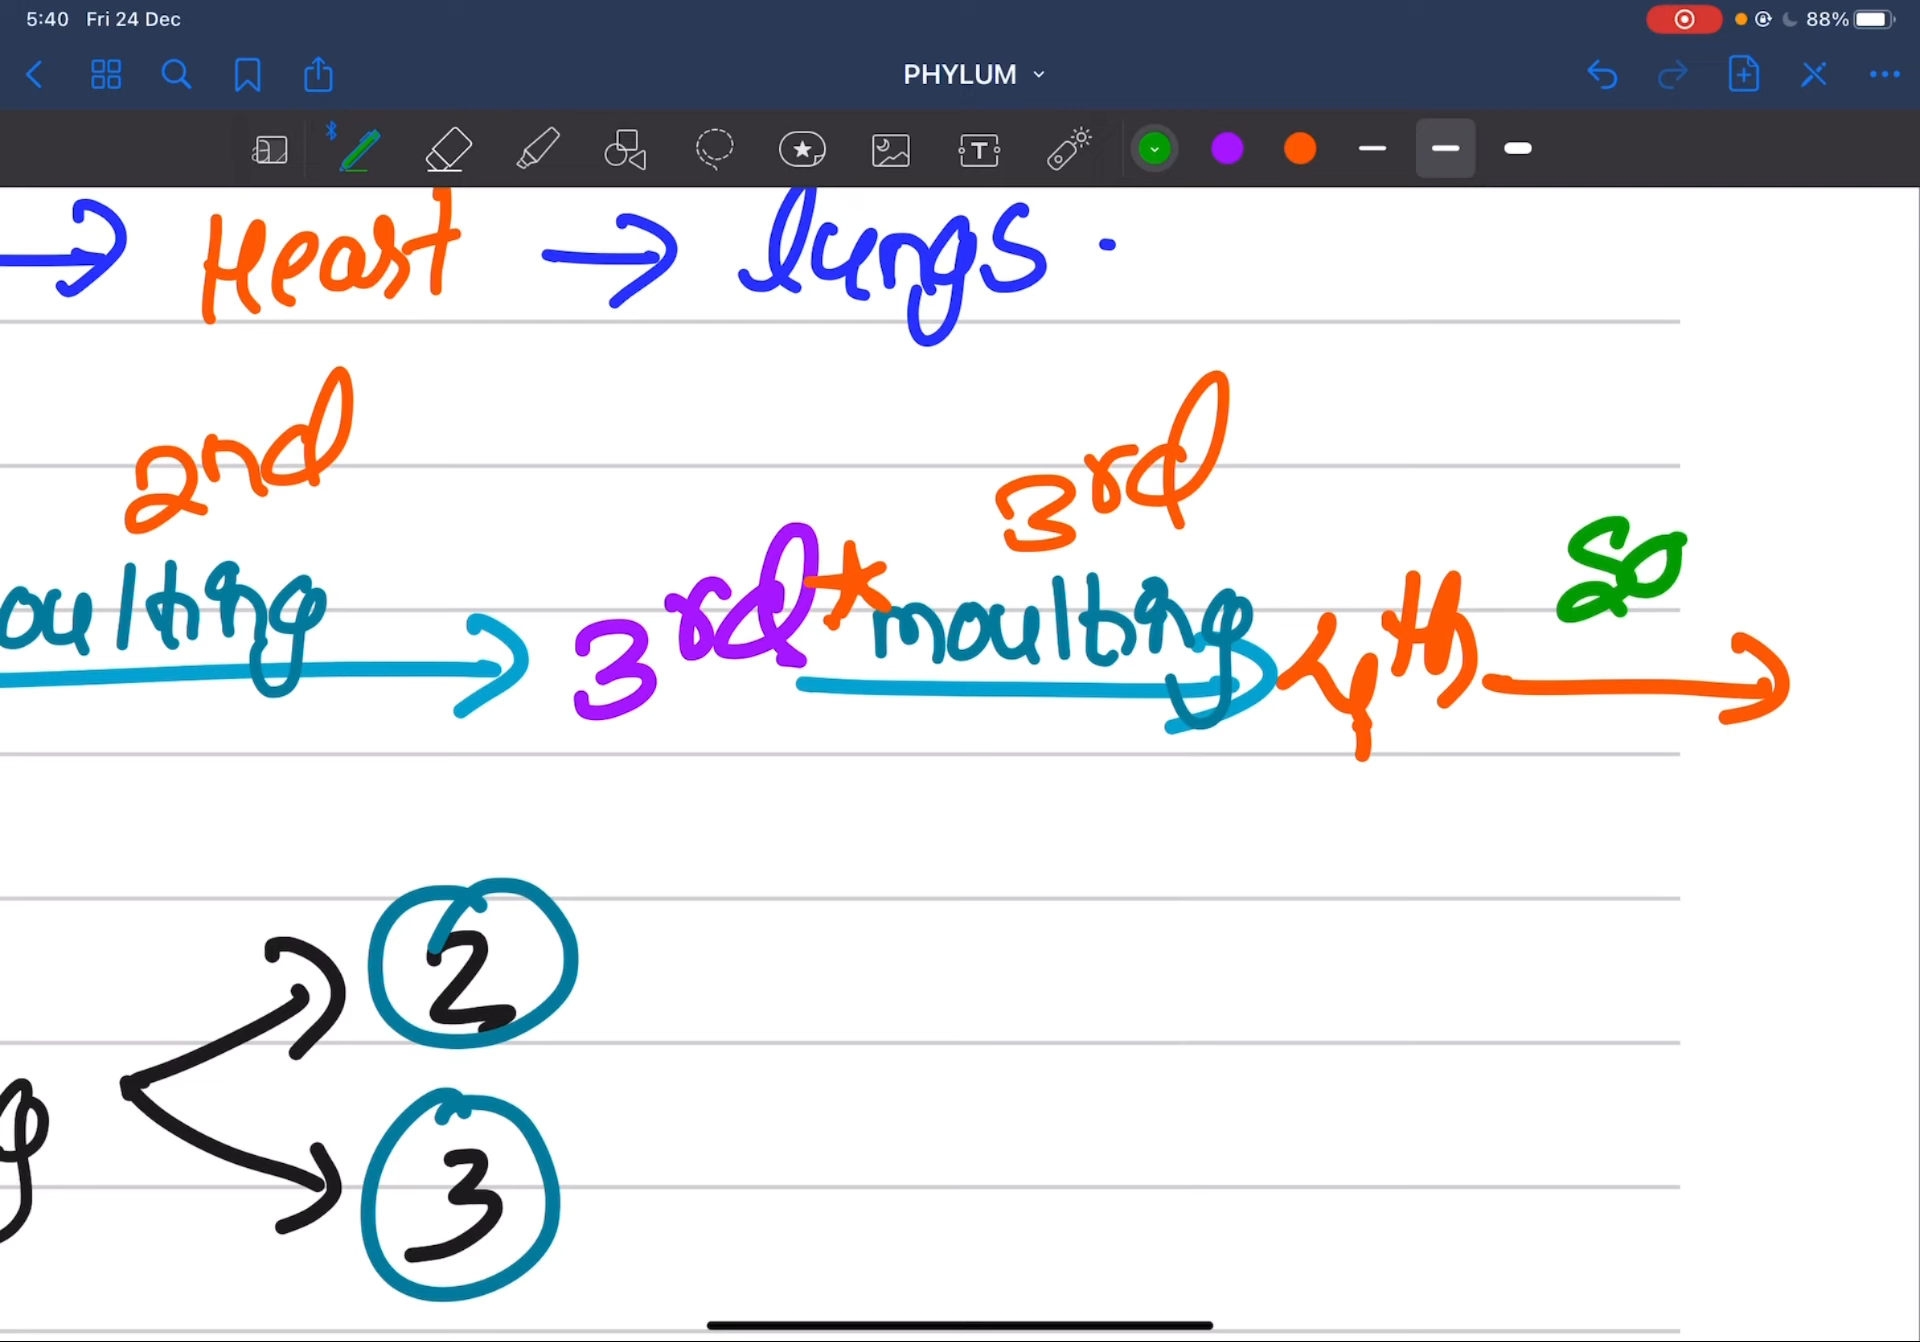 5:40 Fri 24 Dec 88%
PHYLUM
→ Heart → lungs .
2nd 3rd
oulting 3rd* moulting 4th So
2
g
3